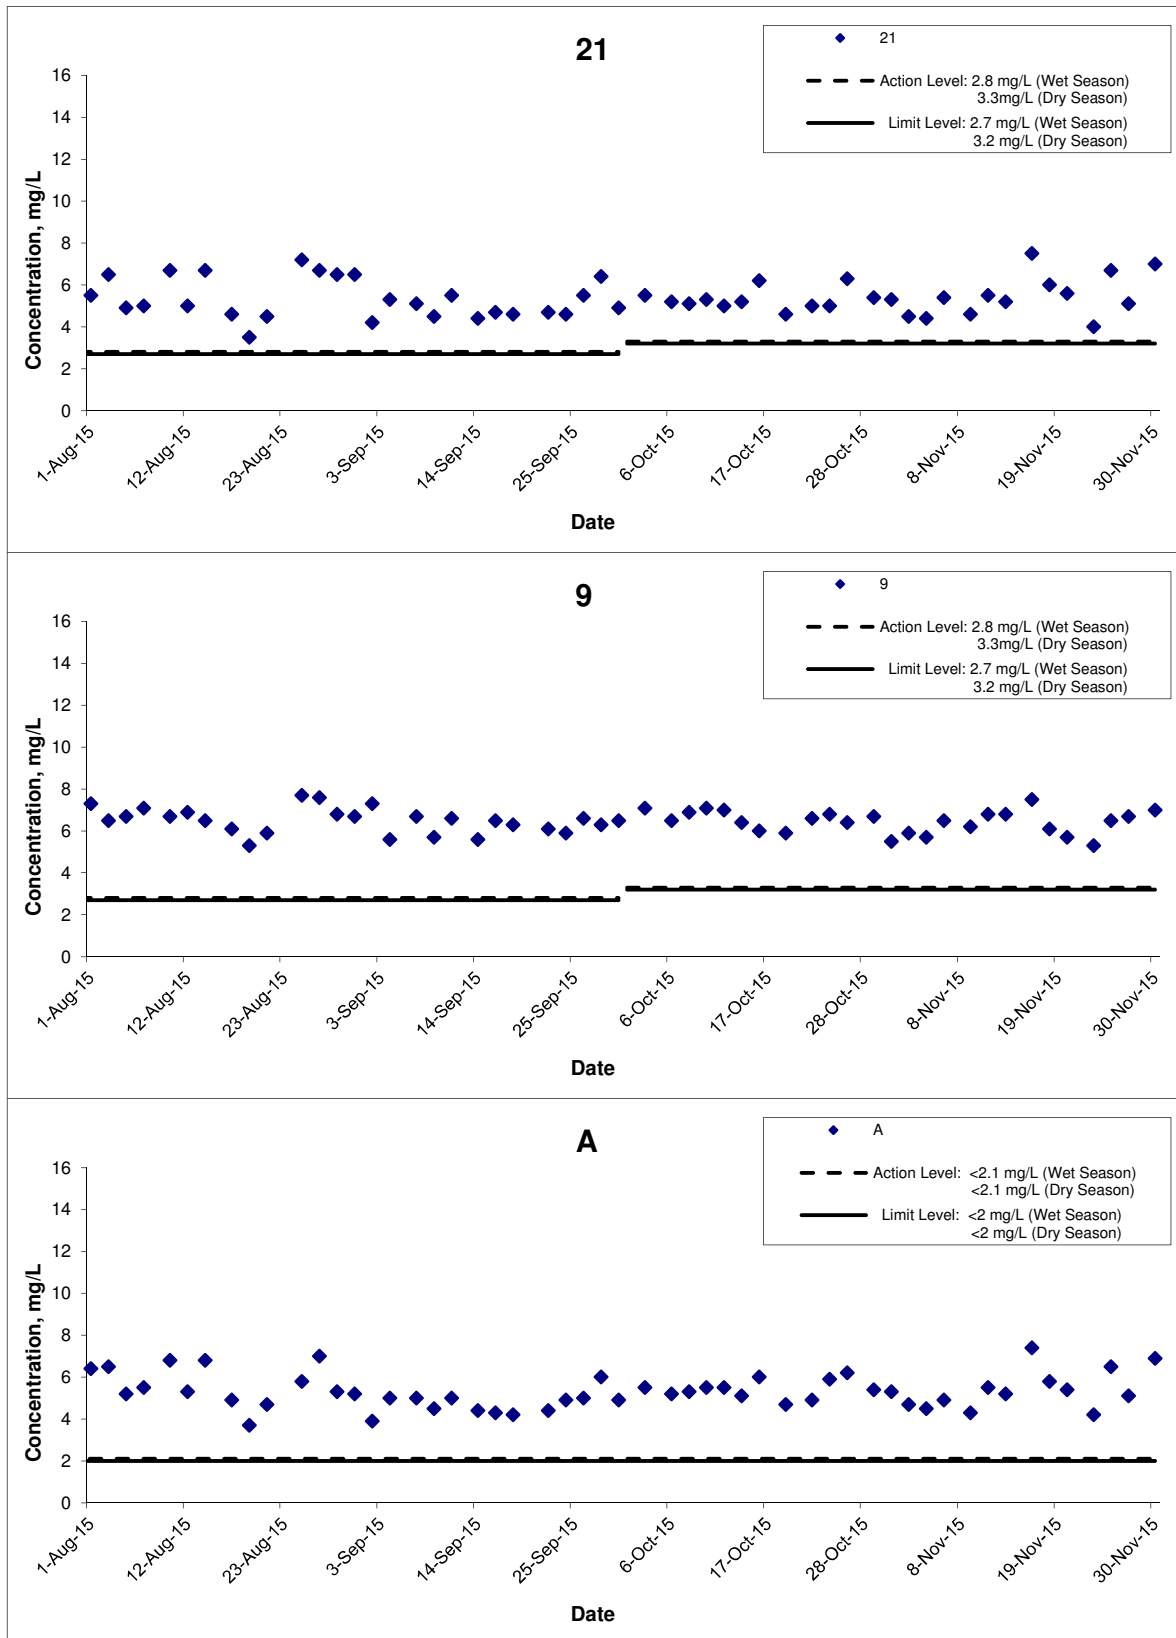 21
21
Action Level: 2.8 mg/L (Wet Season)
3.3mg/L (Dry Season)
Limit Level: 2.7 mg/L (Wet Season)
3.2 mg/L (Dry Season)
Concentration, mg/L
16
14
12
10
8
6
4
2
0
1-Aug-15
12-Aug-15
23-Aug-15
3-Sep-15
14-Sep-15
25-Sep-15
6-Oct-15
17-Oct-15
28-Oct-15
8-Nov-15
19-Nov-15
30-Nov-15
Date
9
9
Action Level: 2.8 mg/L (Wet Season)
3.3mg/L (Dry Season)
Limit Level: 2.7 mg/L (Wet Season)
3.2 mg/L (Dry Season)
Concentration, mg/L
16
14
12
10
8
6
4
2
0
1-Aug-15
12-Aug-15
23-Aug-15
3-Sep-15
14-Sep-15
25-Sep-15
6-Oct-15
17-Oct-15
28-Oct-15
8-Nov-15
19-Nov-15
30-Nov-15
Date
A
A
Action Level: <2.1 mg/L (Wet Season)
<2.1 mg/L (Dry Season)
Limit Level: <2 mg/L (Wet Season)
<2 mg/L (Dry Season)
Concentration, mg/L
16
14
12
10
8
6
4
2
0
1-Aug-15
12-Aug-15
23-Aug-15
3-Sep-15
14-Sep-15
25-Sep-15
6-Oct-15
17-Oct-15
28-Oct-15
8-Nov-15
19-Nov-15
30-Nov-15
Date